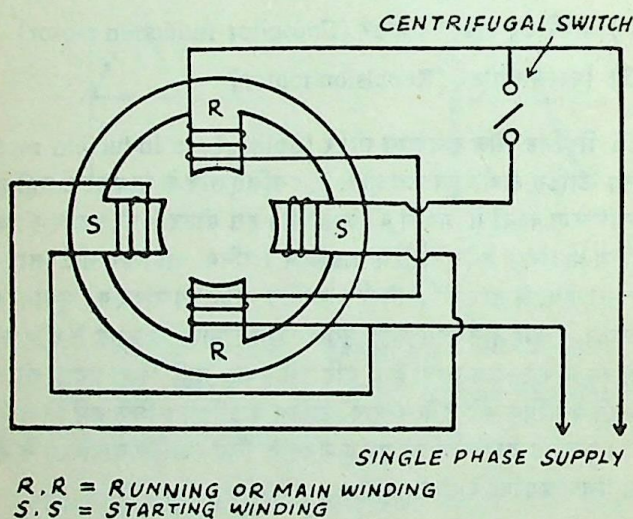 CENTRIFUGAL SWITCH
R
S
S
R
SINGLE PHASE SUPPLY
R.R = RUNNING OR MAIN WINDING
S.S = STARTING WINDING